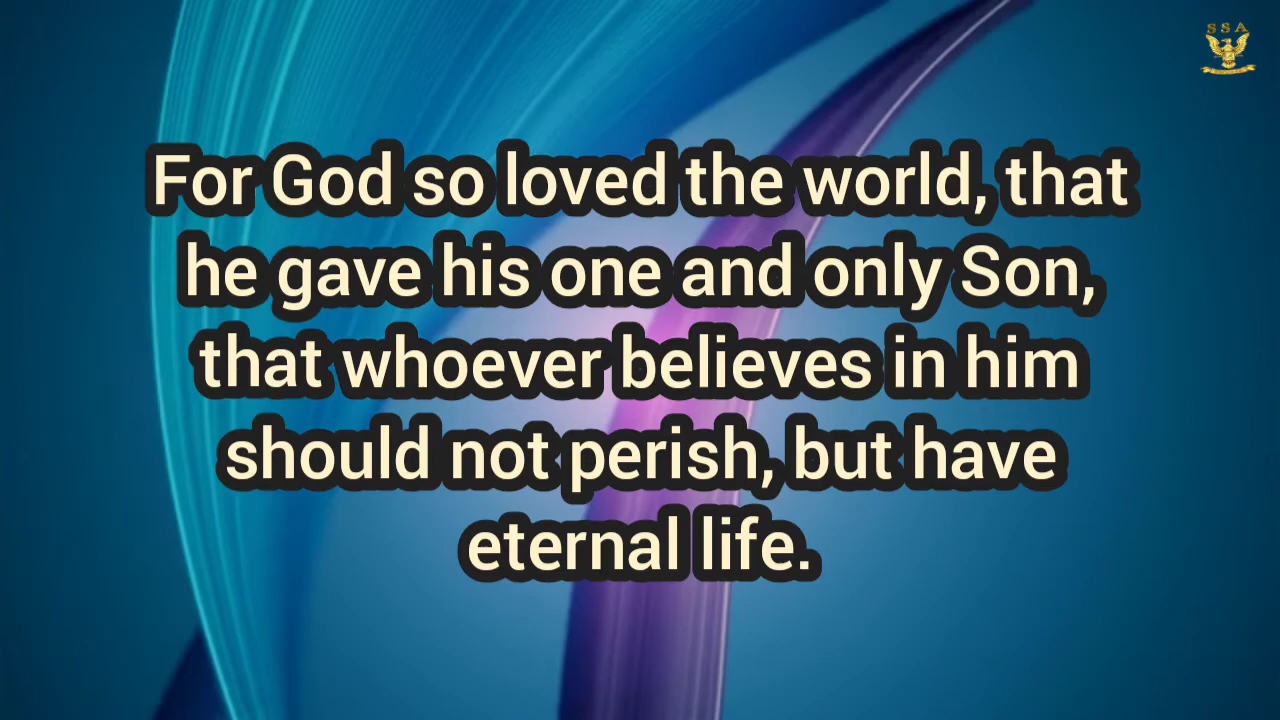 SSA
For God so loved the world, that
he gave his one and only Son,
that whoever believes in him
should not perish, but have
eternal life.